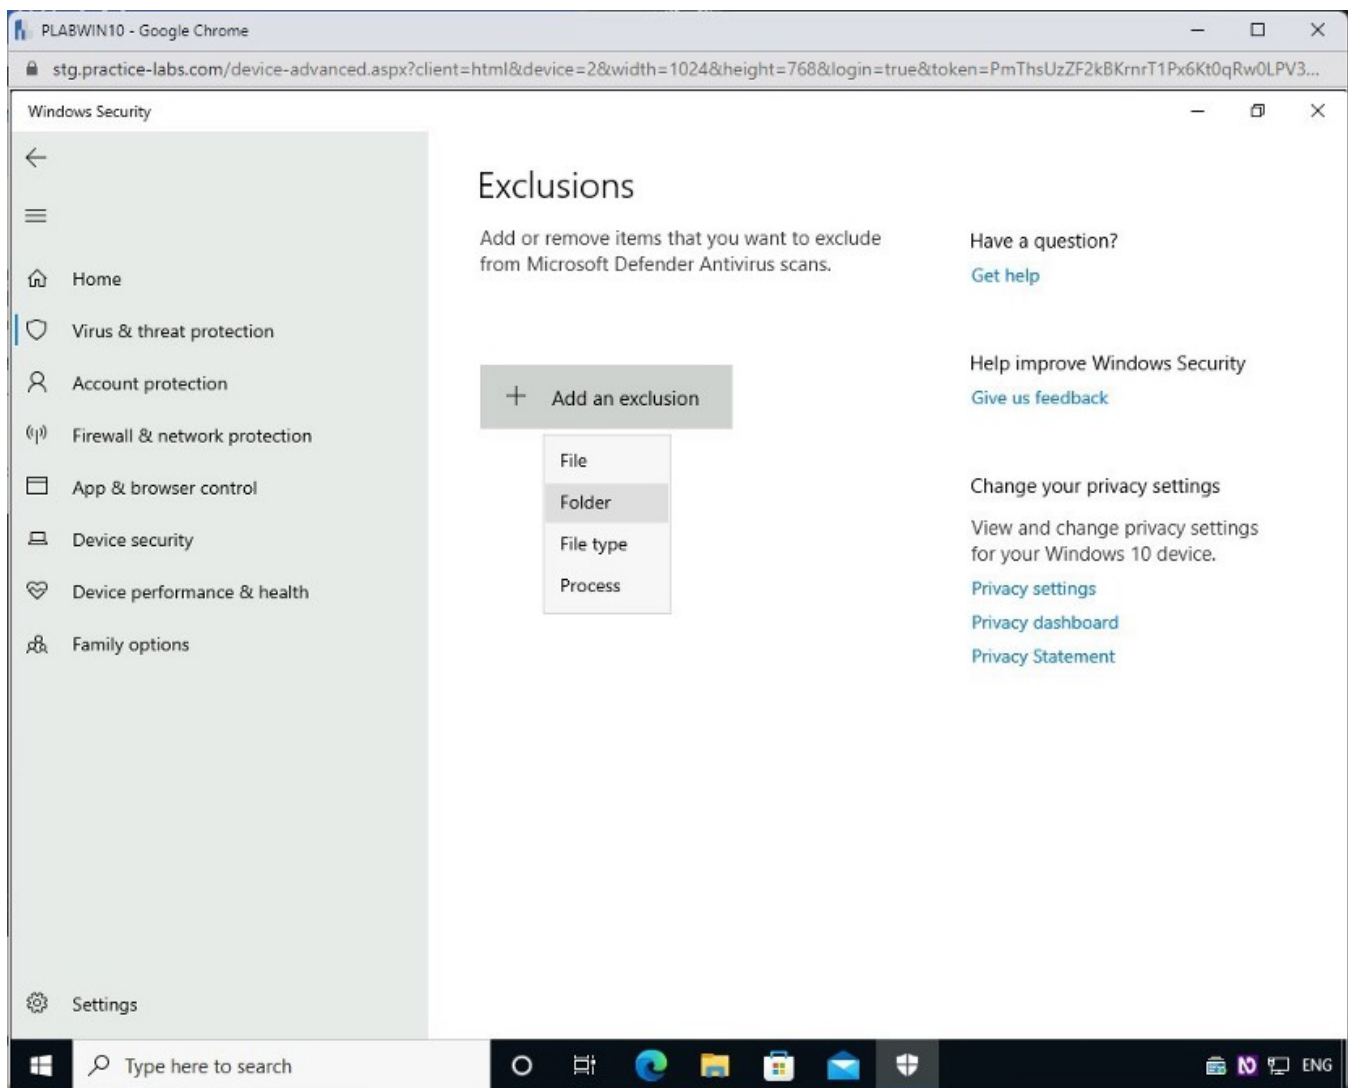 PLABWIN10 - Google Chrome
stg.practice-labs.com/device-advanced.aspx?client=html&device=2&width=1024&height=768&login=true&token=PmThsUzZF2kBKrnrT1Px6Kt0qRw0LPV3...
Windows Security
Home
Virus & threat protection
Account protection
Firewall & network protection
App & browser control
Device security
Device performance & health
Family options
Settings
Exclusions
Add or remove items that you want to exclude
from Microsoft Defender Antivirus scans.
Add an exclusion
File
Folder
File type
Process
Have a question?
Get help
Help improve Windows Security
Give us feedback
Change your privacy settings
View and change privacy settings
for your Windows 10 device.
Privacy settings
Privacy dashboard
Privacy Statement
Type here to search
ENG